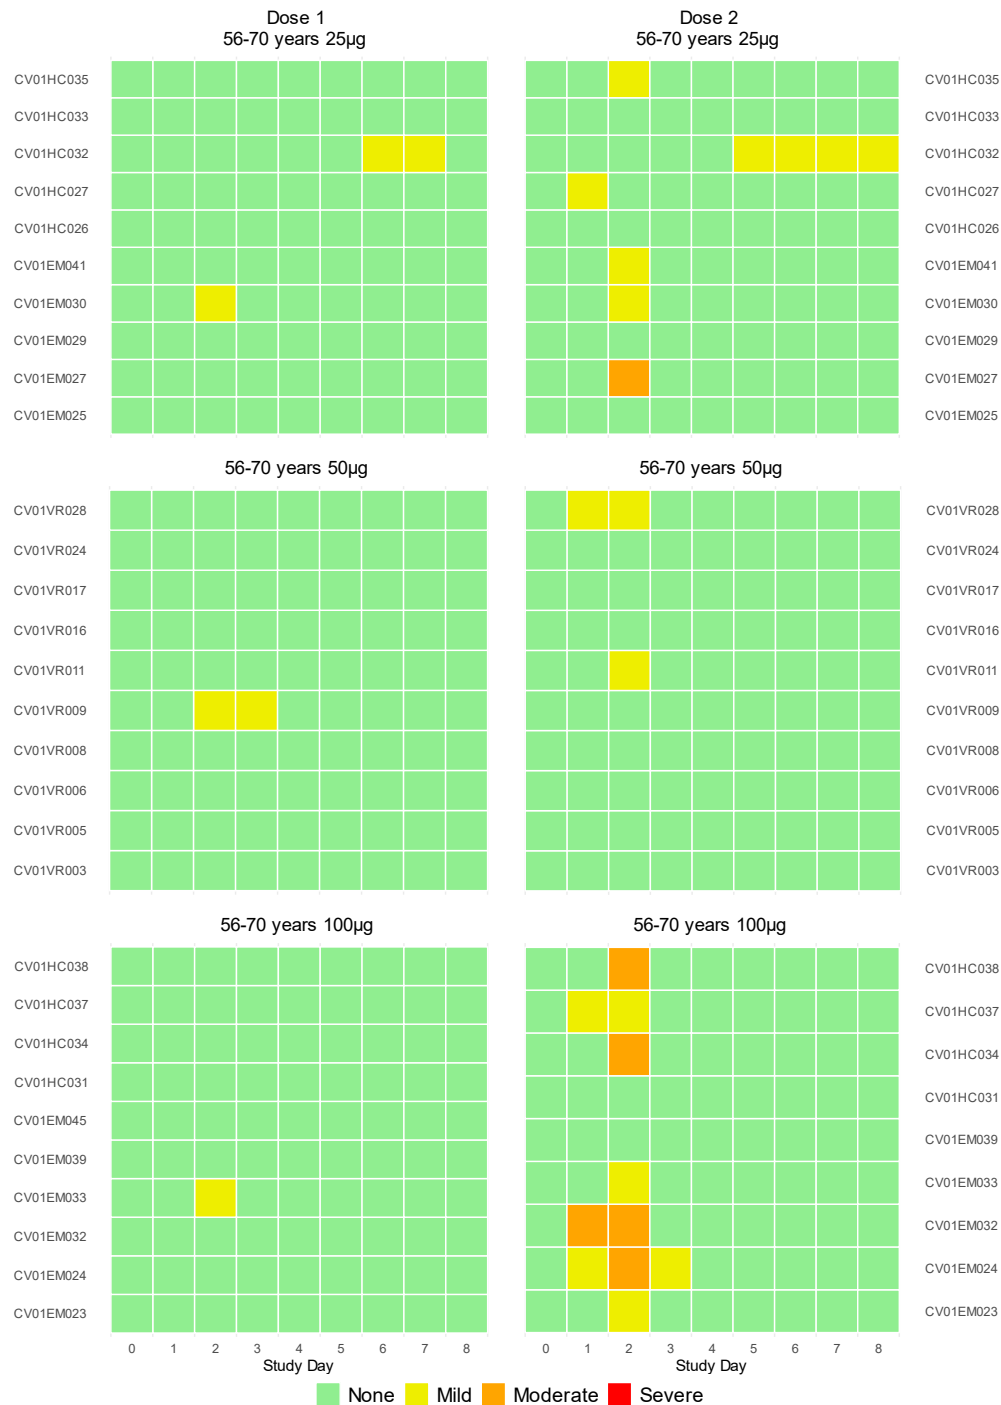 Dose 1
56-70 years 25µg
Dose 2
56-70 years 25µg
CV01HC035
CV01HC033
CV01HC032
CV01HC027
CV01HC026
CV01EM041
CV01EM030
CV01EM029
CV01EM027
CV01EM025
CV01HC035
CV01HC033
CV01HC032
CV01HC027
CV01HC026
CV01EM041
CV01EM030
CV01EM029
CV01EM027
CV01EM025
56-70 years 50µg
56-70 years 50µg
CV01VR028
CV01VR024
CV01VR017
CV01VR016
CV01VR011
CV01VR009
CV01VR008
CV01VR006
CV01VR005
CV01VR003
CV01VR028
CV01VR024
CV01VR017
CV01VR016
CV01VR011
CV01VR009
CV01VR008
CV01VR006
CV01VR005
CV01VR003
56-70 years 100µg
56-70 years 100µg
CV01HC038
CV01HC037
CV01HC034
CV01HC031
CV01EM045
CV01EM039
CV01EM033
CV01EM032
CV01EM024
CV01EM023
CV01HC038
CV01HC037
CV01HC034
CV01HC031
CV01EM039
CV01EM033
CV01EM032
CV01EM024
CV01EM023
0 1 2 3 4 5 6 7 8
Study Day
0 1 2 3 4 5 6 7 8
Study Day
None Mild Moderate Severe